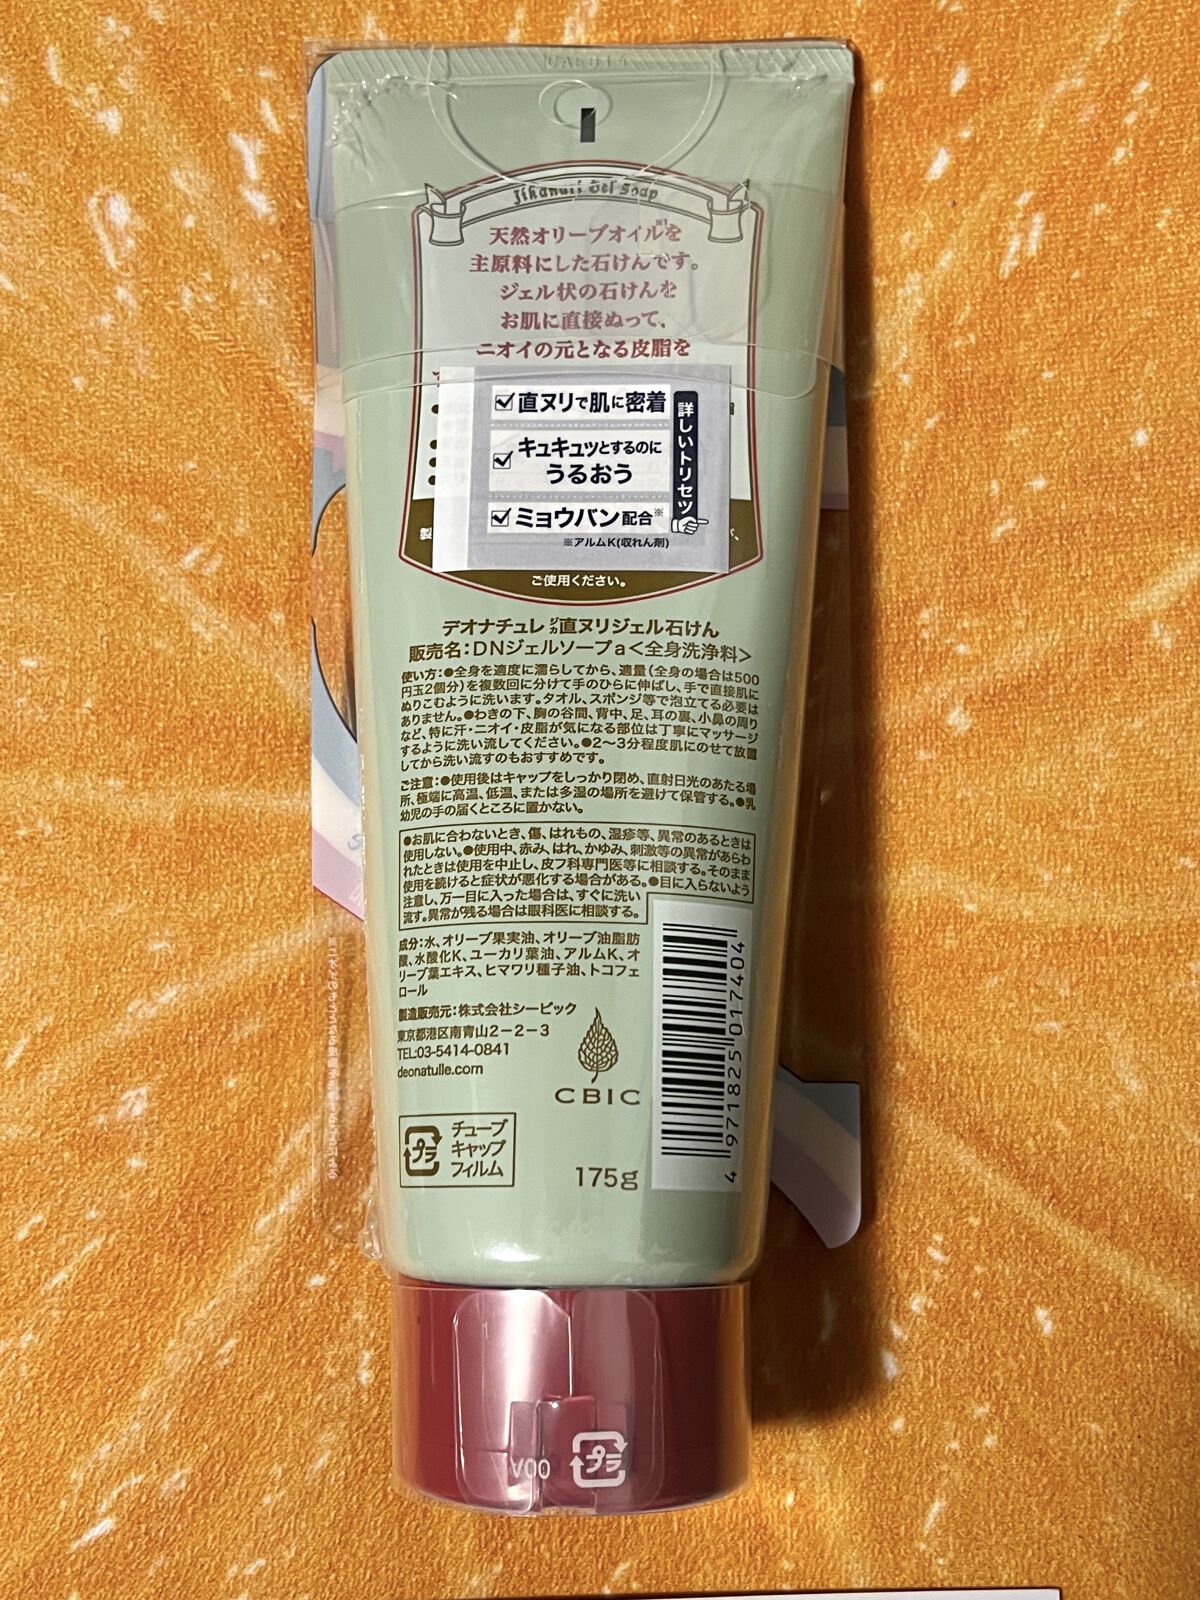 Jikanuri Gel Soap
天然オリーブオイルを
主原料にした石けんです。
ジェル状の石けんを
お肌に直接ぬって、
ニオイの元となる皮脂を
直ヌリで肌に密着
キュキュッとするのに
うるおう
ミョウバン配合※
※アルムK(収れん剤)
詳しいトリセツ
ご使用ください。
デオナチュレ 直ヌリジェル石けん
ジカ
販売名:DNジェルソープa<全身洗浄料>
使い方:●全身を適度に濡らしてから、適量(全身の場合は500
円玉2個分)を複数回に分けて手のひらに伸ばし、手で直接肌に
ぬりこむように洗います。タオル、スポンジ等で泡立てる必要は
ありません。●わきの下、胸の谷間、背中、足、耳の裏、小鼻の周り
など、特に汗・ニオイ・皮脂が気になる部位は丁寧にマッサージ
するように洗い流してください。●2〜3分程度肌にのせて放置
してから洗い流すのもおすすめです。
ご注意:●使用後はキャップをしっかり閉め、直射日光のあたる場
所、極端に高温、低温、または多湿の場所を避けて保管する。●乳
幼児の手の届くところに置かない。
●お肌に合わないとき、傷、はれもの、湿疹等、異常のあるときは
使用しない。●使用中、赤み、はれ、かゆみ、刺激等の異常があらわ
れたときは使用を中止し、皮フ科専門医等に相談する。そのまま
使用を続けると症状が悪化する場合がある。●目に入らないよう
注意し、万一目に入った場合は、すぐに洗い
流す。異常が残る場合は眼科医に相談する。
成分:水、オリーブ果実油、オリーブ油脂肪
酸、水酸化K、ユーカリ葉油、アルムK、オ
リーブ葉エキス、ヒマワリ種子油、トコフェ
ロール
製造販売元:株式会社シービック
東京都港区南青山2-2-3
TEL:03-5414-0841
deonatulle.com
CBIC
プラ
チューブ
キャップ
フィルム
175g
4 971825 017404
V00
プラ